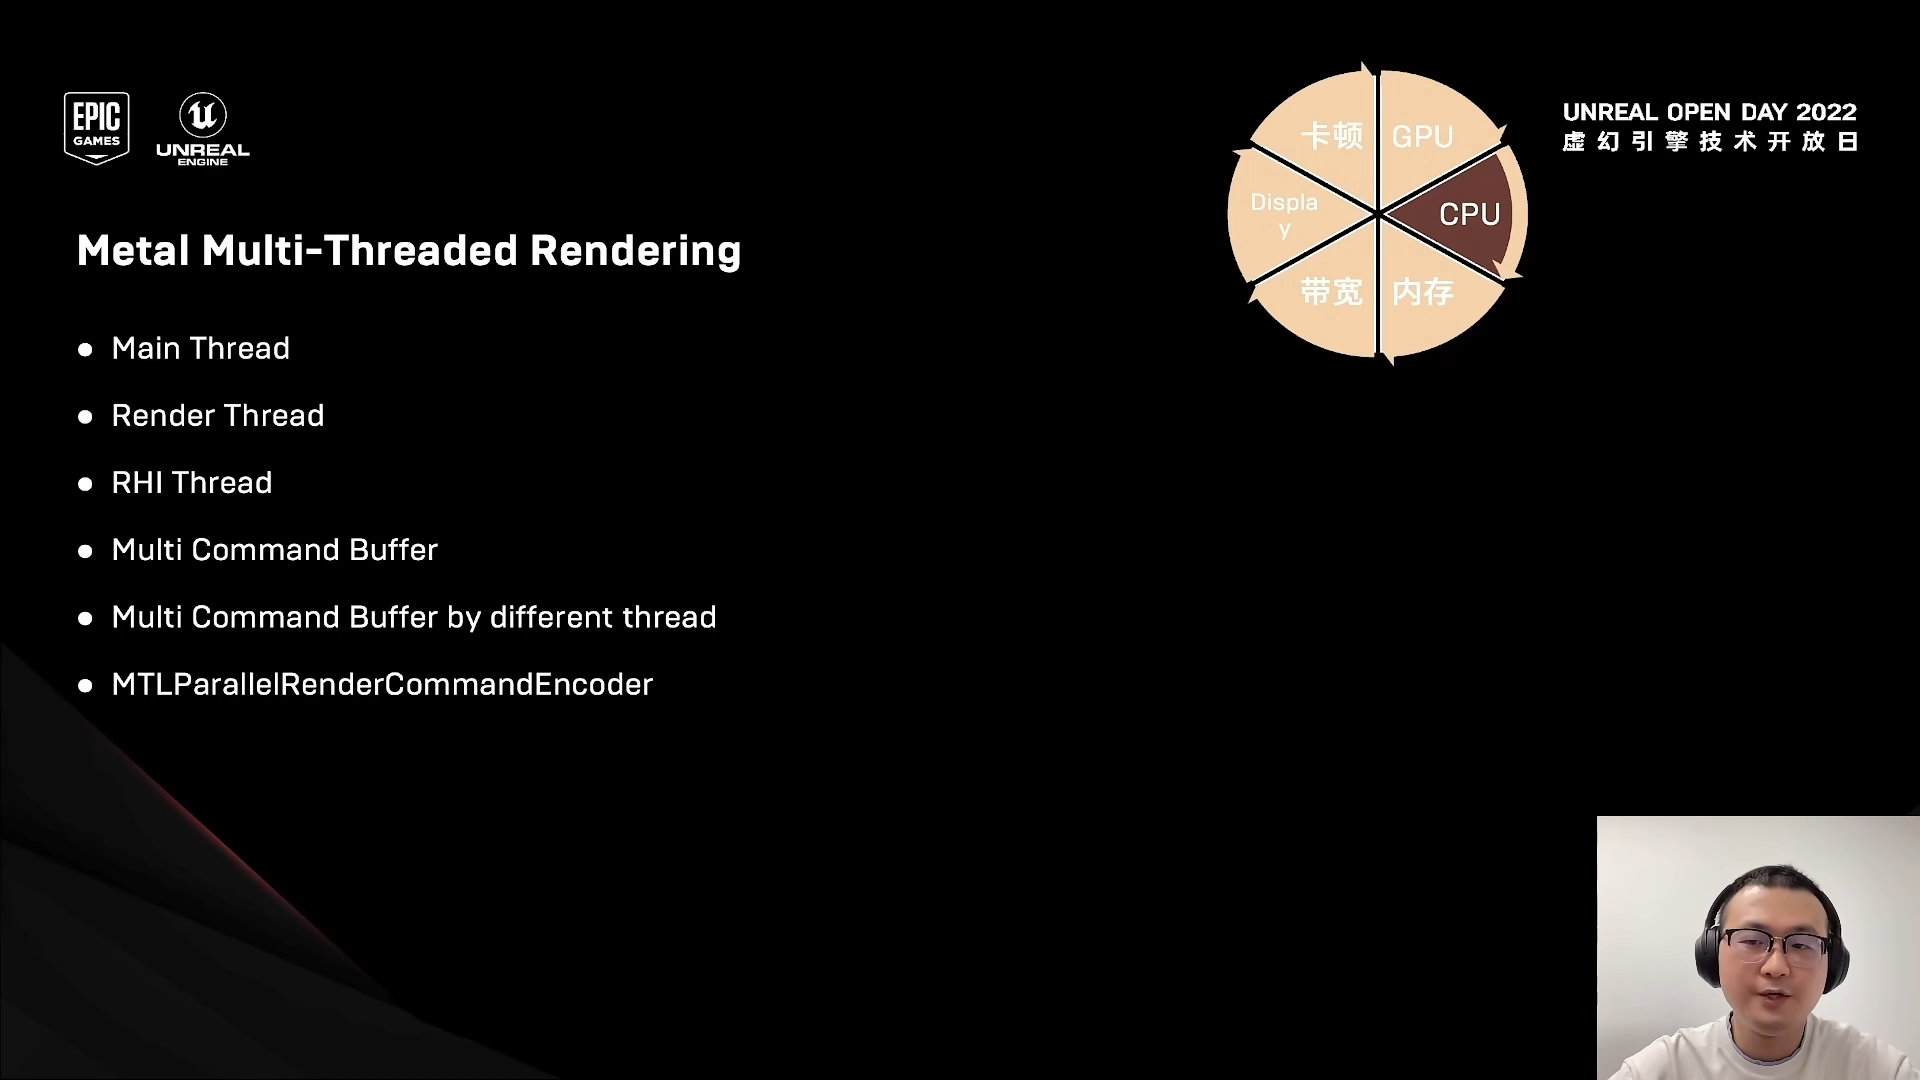 EPIC
GAMES
UNREAL
ENGINE
UNREAL OPEN DAY 2022
虚幻引擎技术开放日
卡顿
GPU
Displa
y
CPU
带宽
内存
Metal Multi-Threaded Rendering
● Main Thread
● Render Thread
● RHI Thread
● Multi Command Buffer
● Multi Command Buffer by different thread
● MTLParallelRenderCommandEncoder